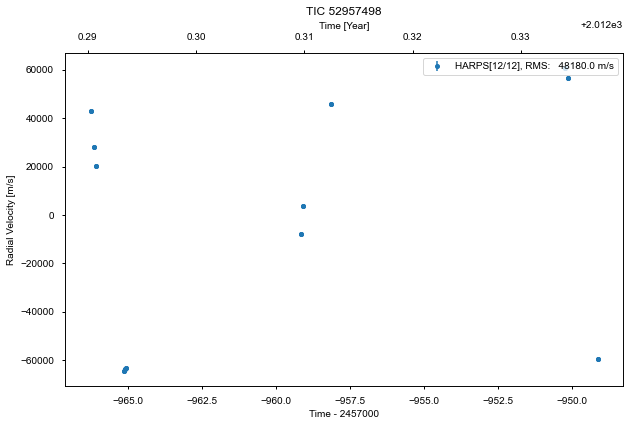 TIC 52957498
Time [Year]
+2.012e3
0.29 0.30 0.31 0.32 0.33
HARPS[12/12], RMS: 48180.0 m/s
60000
40000
20000
0
−20000
−40000
−60000
Radial Velocity [m/s]
−965.0 −962.5 −960.0 −957.5 −955.0 −952.5 −950.0
Time - 2457000